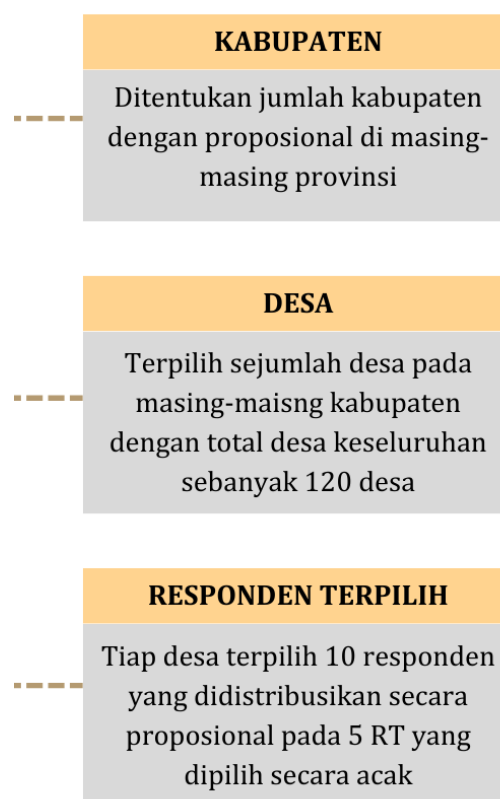 KABUPATEN
Ditentukan jumlah kabupaten
dengan proposional di masing-
masing provinsi
DESA
Terpilih sejumlah desa pada
masing-maisng kabupaten
dengan total desa keseluruhan
sebanyak 120 desa
RESPONDEN TERPILIH
Tiap desa terpilih 10 responden
yang didistribusikan secara
proposional pada 5 RT yang
dipilih secara acak